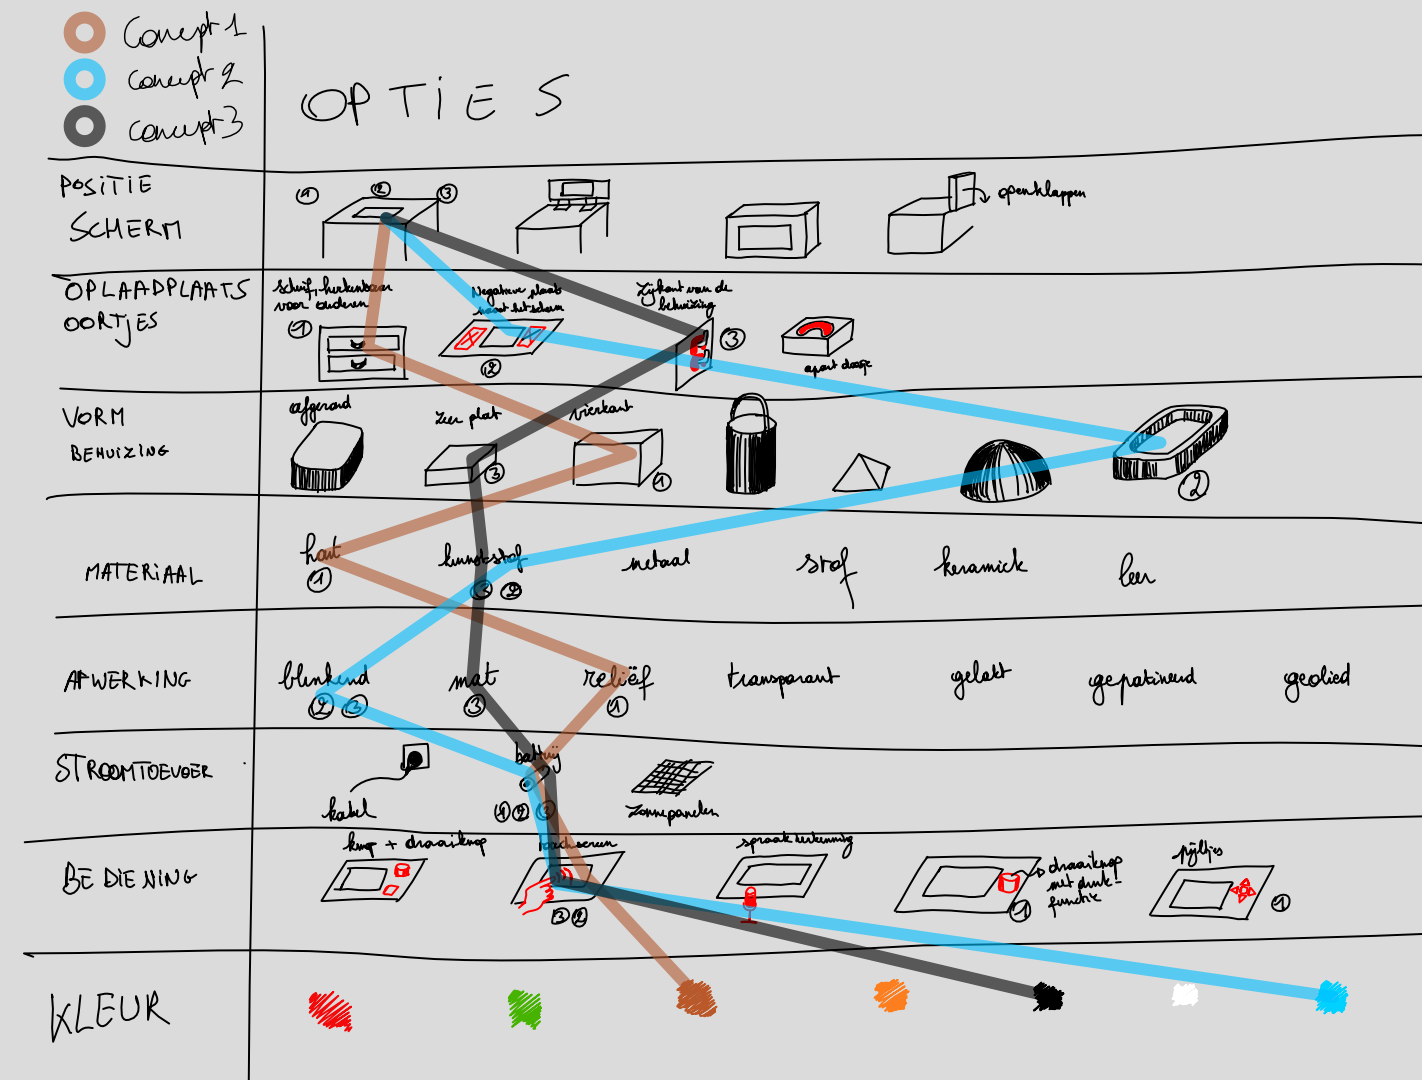 Concept 1
concept 2
concept 3
OPTIES
POSITIE
SCHERM
1
2
3
openklappen
OPLAADPLAATS
OORTJES
schuif, herkenbaar
voor ouderen
1
Negatieve plaats
naast het scherm
2
Zijkant van de
behuizing
3
apart doosje
VORM
BEHUIZING
afgerond
zeer plat
3
vierkant
1
2
MATERIAAL
hout
1
kunststof
3 2
metaal
stof
keramiek
leer
AFWERKING
blinkend
2 3
mat
3
reliëf
1
transparant
gelakt
gepatineerd
geolied
STROOMTOEVOER
kabel
batterij
1 2 3
Zonnepanelen
BEDIENING
knop + draaiknop
touchscreen
3 2
spraakherkenning
draaiknop
met druk-
functie
1
pijltjes
1
KLEUR